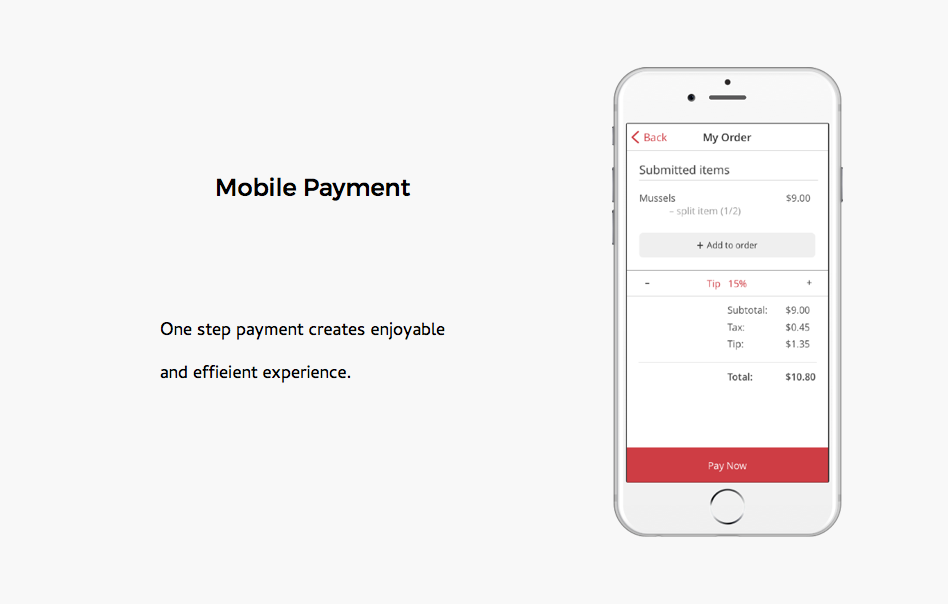 Mobile Payment
One step payment creates enjoyable
and effieient experience.
Back My Order
Submitted items
Mussels $9.00
– split item (1/2)
+ Add to order
– Tip 15% +
Subtotal: $9.00
Tax: $0.45
Tip: $1.35
Total: $10.80
Pay Now